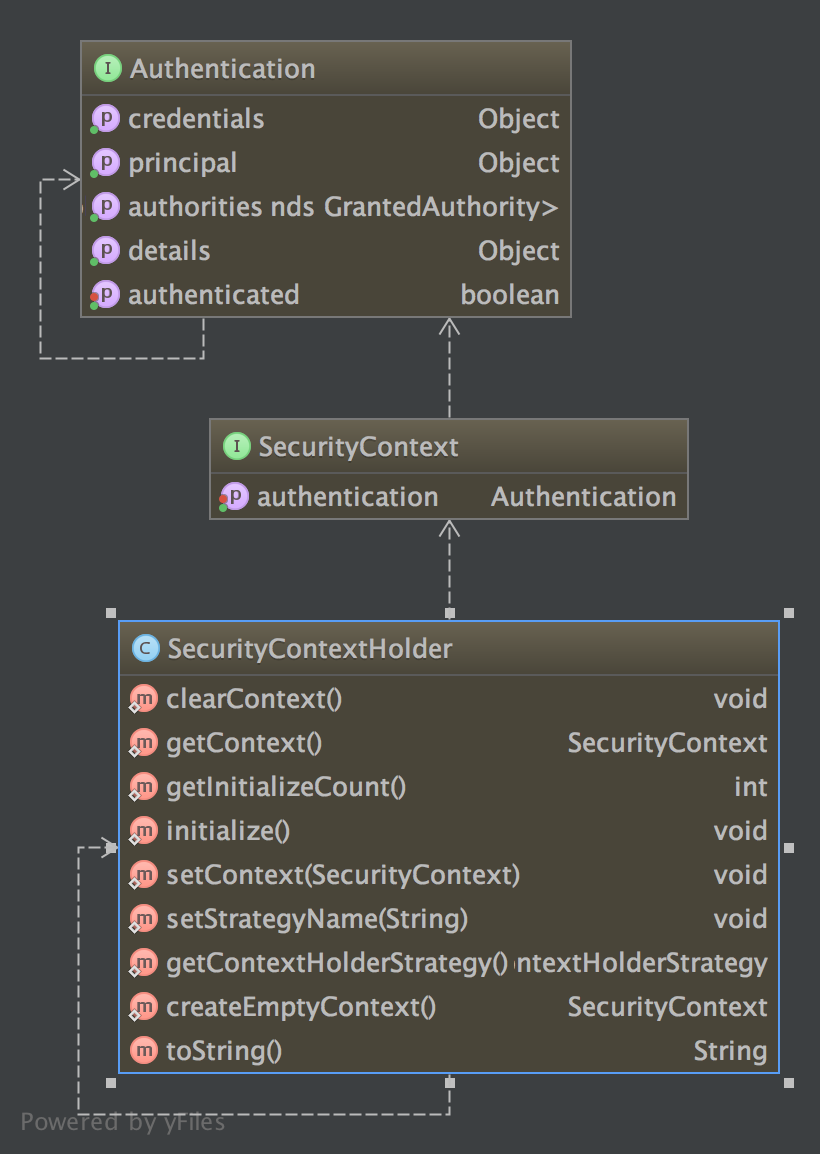 I Authentication
p credentials Object
p principal Object
p authorities nds GrantedAuthority>
p details Object
p authenticated boolean
I SecurityContext
p authentication Authentication
C SecurityContextHolder
m clearContext() void
m getContext() SecurityContext
m getInitializeCount() int
m initialize() void
m setContext(SecurityContext) void
m setStrategyName(String) void
m getContextHolderStrategy() ntextHolderStrategy
m createEmptyContext() SecurityContext
m toString() String
Powered by yFiles